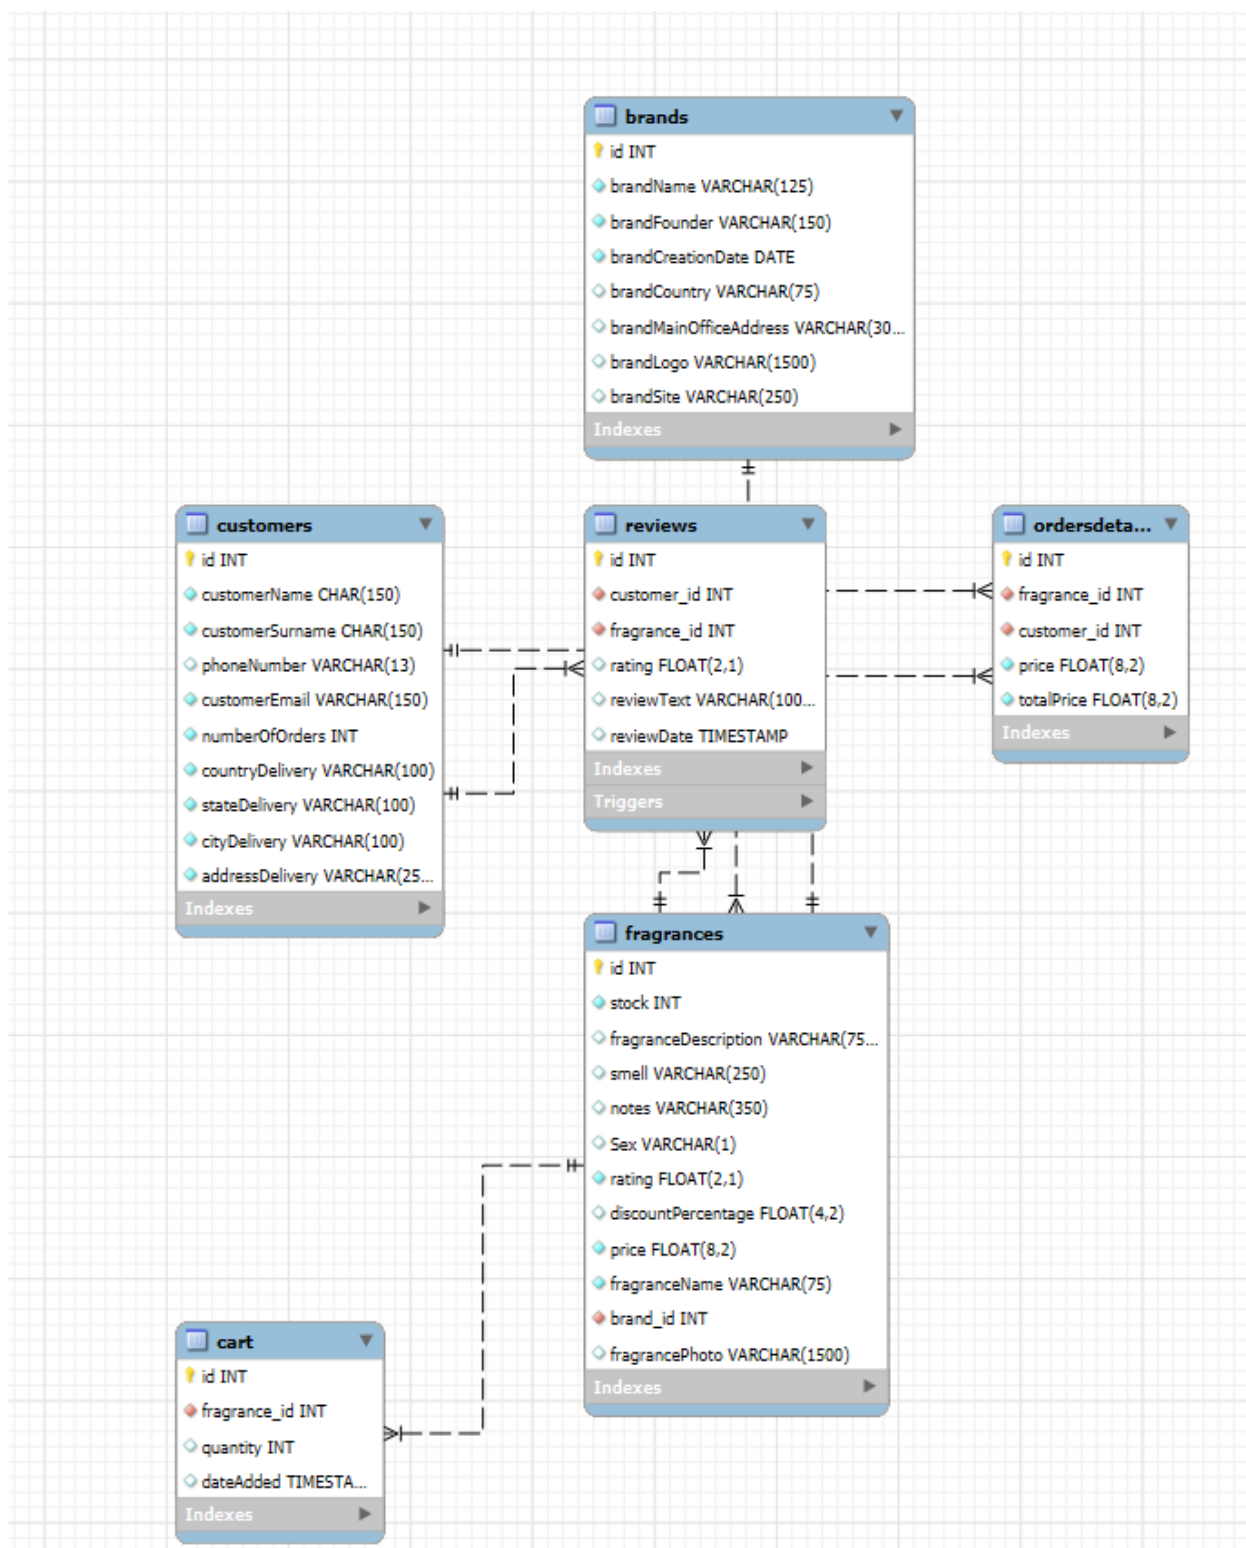 brands
id INT
brandName VARCHAR(125)
brandFounder VARCHAR(150)
brandCreationDate DATE
brandCountry VARCHAR(75)
brandMainOfficeAddress VARCHAR(30...
brandLogo VARCHAR(1500)
brandSite VARCHAR(250)
Indexes
customers
id INT
customerName CHAR(150)
customerSurname CHAR(150)
phoneNumber VARCHAR(13)
customerEmail VARCHAR(150)
numberOfOrders INT
countryDelivery VARCHAR(100)
stateDelivery VARCHAR(100)
cityDelivery VARCHAR(100)
addressDelivery VARCHAR(25...
Indexes
reviews
id INT
customer_id INT
fragrance_id INT
rating FLOAT(2,1)
reviewText VARCHAR(100...
reviewDate TIMESTAMP
Indexes
Triggers
ordersdeta...
id INT
fragrance_id INT
customer_id INT
price FLOAT(8,2)
totalPrice FLOAT(8,2)
Indexes
fragrances
id INT
stock INT
fragranceDescription VARCHAR(75...
smell VARCHAR(250)
notes VARCHAR(350)
Sex VARCHAR(1)
rating FLOAT(2,1)
discountPercentage FLOAT(4,2)
price FLOAT(8,2)
fragranceName VARCHAR(75)
brand_id INT
fragrancePhoto VARCHAR(1500)
Indexes
cart
id INT
fragrance_id INT
quantity INT
dateAdded TIMESTA...
Indexes